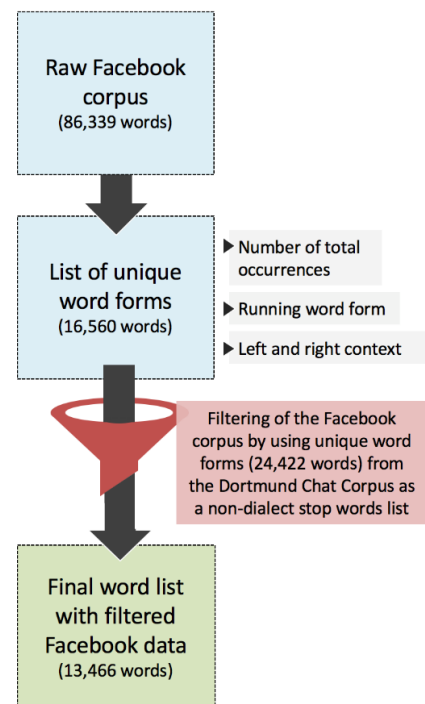 Raw Facebook
corpus
(86,339 words)
List of unique
word forms
(16,560 words)
Number of total
occurrences
Running word form
Left and right context
Filtering of the Facebook
corpus by using unique word
forms (24,422 words) from
the Dortmund Chat Corpus as
a non-dialect stop words list
Final word list
with filtered
Facebook data
(13,466 words)